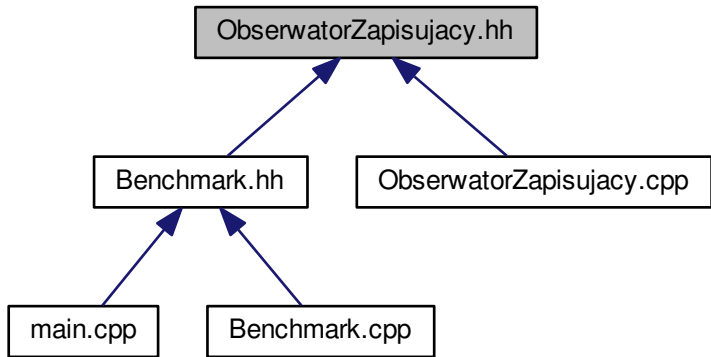 ObserwatorZapisujacy.hh
Benchmark.hh
ObserwatorZapisujacy.cpp
main.cpp
Benchmark.cpp